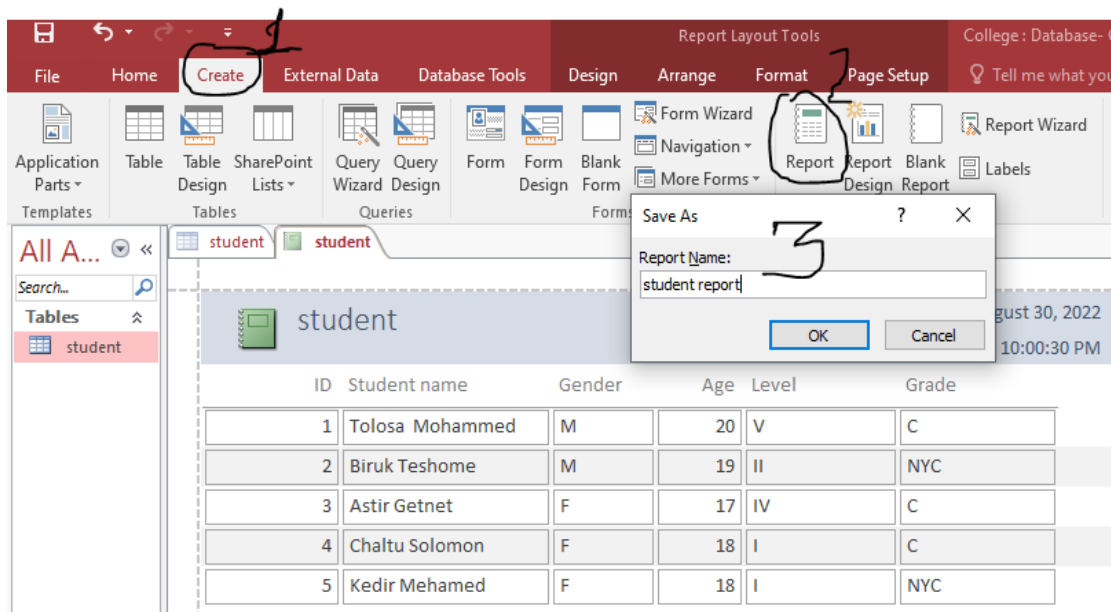 1
Report Layout Tools College : Database-
File Home Create External Data Database Tools Design Arrange Format 2 Page Setup Tell me what you
Application Parts Table Table Design SharePoint Lists Query Wizard Query Design Form Form Design Blank Form Form Wizard Navigation More Forms Report Report Design Blank Report Report Wizard Labels
Templates Tables Queries Forms
All A... «
Search...
Tables
student
student student
Save As ? X
3
Report Name:
student report
OK Cancel
student
30, 2022
10:00:30 PM
ID Student name Gender Age Level Grade
1 Tolosa Mohammed M 20 V C
2 Biruk Teshome M 19 II NYC
3 Astir Getnet F 17 IV C
4 Chaltu Solomon F 18 I C
5 Kedir Mehamed F 18 I NYC